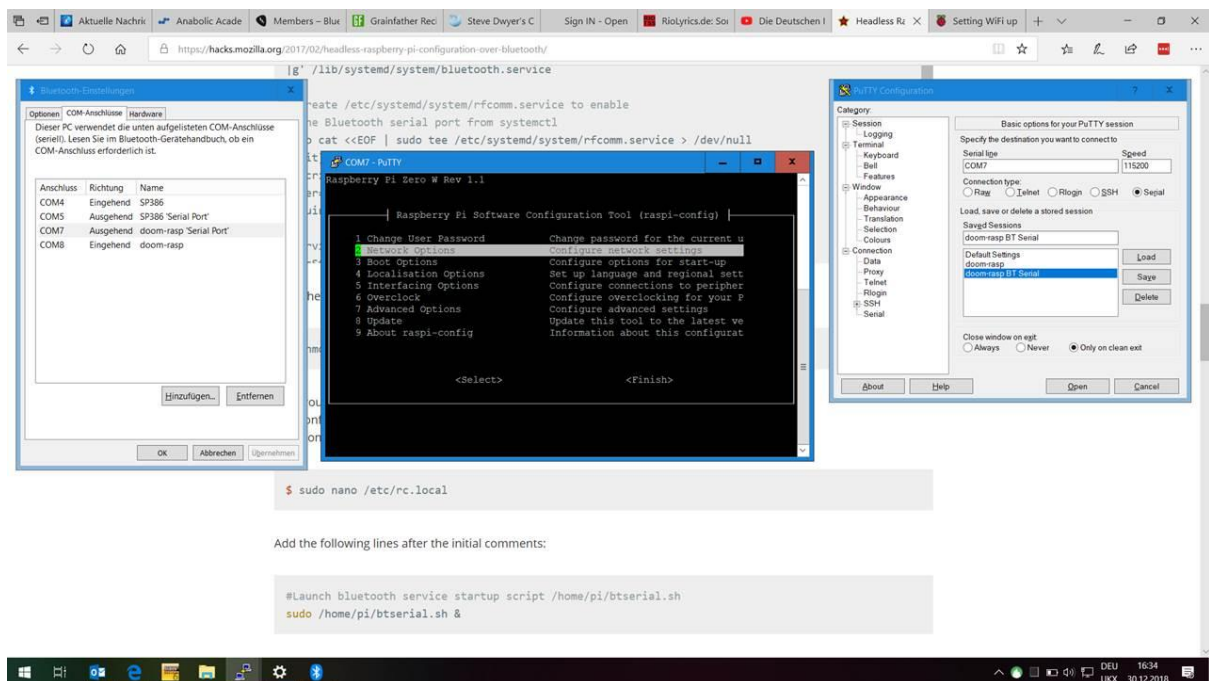 Aktuelle Nachric
Anabolic Acade
Members – Blue
Grainfather Reci
Steve Dwyer's C
Sign IN - Open
RioLyrics.de: Sor
Die Deutschen I
Headless Ra
Setting WiFi up
https://hacks.mozilla.org/2017/02/headless-raspberry-pi-configuration-over-bluetooth/
|g' /lib/systemd/system/bluetooth.service
reate /etc/systemd/system/rfcomm.service to enable
he Bluetooth serial port from systemctl
o cat <<EOF | sudo tee /etc/systemd/system/rfcomm.service > /dev/null
Bluetooth-Einstellungen
Optionen
COM-Anschlüsse
Hardware
Dieser PC verwendet die unten aufgelisteten COM-Anschlüsse
(seriell). Lesen Sie im Bluetooth-Gerätehandbuch, ob ein
COM-Anschluss erforderlich ist.
Anschluss Richtung Name
COM4 Eingehend SP386
COM5 Ausgehend SP386 'Serial Port'
COM7 Ausgehend doom-rasp 'Serial Port'
COM8 Eingehend doom-rasp
Hinzufügen...
Entfernen
OK
Abbrechen
Übernehmen
COM7 - PuTTY
Raspberry Pi Zero W Rev 1.1
Raspberry Pi Software Configuration Tool (raspi-config)
1 Change User Password Change password for the current u
2 Network Options Configure network settings
3 Boot Options Configure options for start-up
4 Localisation Options Set up language and regional sett
5 Interfacing Options Configure connections to peripher
6 Overclock Configure overclocking for your P
7 Advanced Options Configure advanced settings
8 Update Update this tool to the latest ve
9 About raspi-config Information about this configurat
<Select>
<Finish>
PuTTY Configuration
Category:
Session
Logging
Terminal
Keyboard
Bell
Features
Window
Appearance
Behaviour
Translation
Selection
Colours
Connection
Data
Proxy
Telnet
Rlogin
SSH
Serial
Basic options for your PuTTY session
Specify the destination you want to connect to
Serial line Speed
COM7 115200
Connection type:
Raw Telnet Rlogin SSH Serial
Load, save or delete a stored session
Saved Sessions
doom-rasp BT Serial
Default Settings
doom-rasp
doom-rasp BT Serial
Load
Save
Delete
Close window on exit:
Always Never Only on clean exit
About
Help
Open
Cancel
$ sudo nano /etc/rc.local
Add the following lines after the initial comments:
#Launch bluetooth service startup script /home/pi/btserial.sh
sudo /home/pi/btserial.sh &
DEU
UKX
16:34
30.12.2018